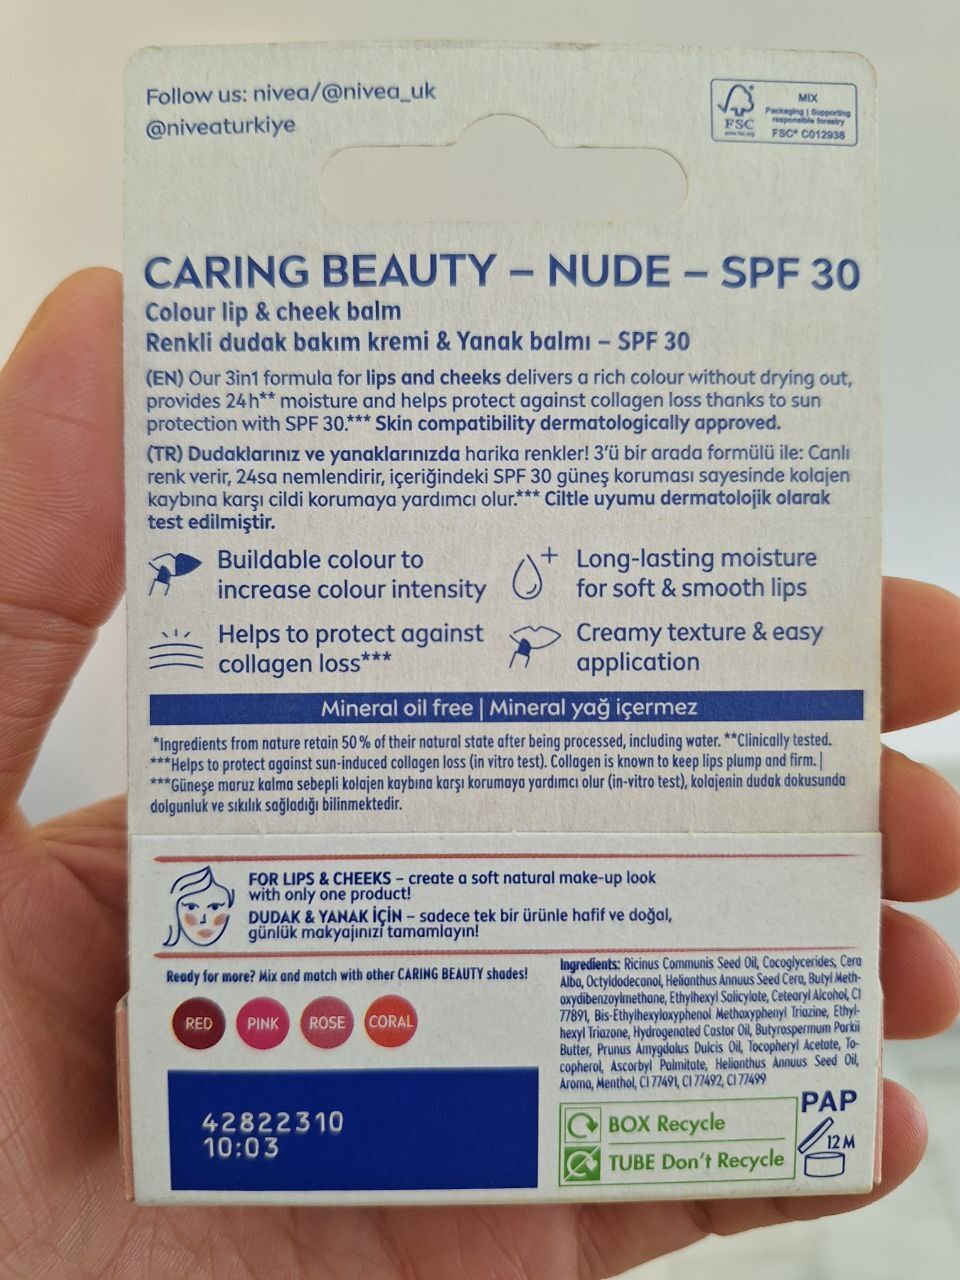 Follow us: nivea/@nivea_uk
@niveaturkiye
FSC
www.fsc.org
MIX
Packaging | Supporting
responsible forestry
FSC® C012938
CARING BEAUTY – NUDE – SPF 30
Colour lip & cheek balm
Renkli dudak bakım kremi & Yanak balmı – SPF 30
(EN) Our 3in1 formula for lips and cheeks delivers a rich colour without drying out,
provides 24h** moisture and helps protect against collagen loss thanks to sun
protection with SPF 30.*** Skin compatibility dermatologically approved.
(TR) Dudaklarınız ve yanaklarınızda harika renkler! 3'ü bir arada formülü ile: Canlı
renk verir, 24sa nemlendirir, içeriğindeki SPF 30 güneş koruması sayesinde kolajen
kaybına karşı cildi korumaya yardımcı olur.*** Ciltle uyumu dermatolojik olarak
test edilmiştir.
Buildable colour to
increase colour intensity
Long-lasting moisture
for soft & smooth lips
Helps to protect against
collagen loss***
Creamy texture & easy
application
Mineral oil free | Mineral yağ içermez
*Ingredients from nature retain 50% of their natural state after being processed, including water. **Clinically tested.
***Helps to protect against sun-induced collagen loss (in vitro test). Collagen is known to keep lips plump and firm. |
***Güneşe maruz kalma sebepli kolajen kaybına karşı korumaya yardımcı olur (in-vitro test), kolajenin dudak dokusunda
dolgunluk ve sıkılık sağladığı bilinmektedir.
FOR LIPS & CHEEKS – create a soft natural make-up look
with only one product!
DUDAK & YANAK İÇİN – sadece tek bir ürünle hafif ve doğal,
günlük makyajınızı tamamlayın!
Ready for more? Mix and match with other CARING BEAUTY shades!
RED PINK ROSE CORAL
42822310
10:03
Ingredients: Ricinus Communis Seed Oil, Cocoglycerides, Cera
Alba, Octyldodecanol, Helianthus Annuus Seed Cera, Butyl Meth-
oxydibenzoylmethane, Ethylhexyl Salicylate, Cetearyl Alcohol, CI
77891, Bis-Ethylhexyloxyphenol Methoxyphenyl Triazine, Ethyl-
hexyl Triazone, Hydrogenated Castor Oil, Butyrospermum Parkii
Butter, Prunus Amygdalus Dulcis Oil, Tocopheryl Acetate, To-
copherol, Ascorbyl Palmitate, Helianthus Annuus Seed Oil,
Aroma, Menthol, CI 77491, CI 77492, CI 77499
BOX Recycle
TUBE Don't Recycle
PAP
12 M